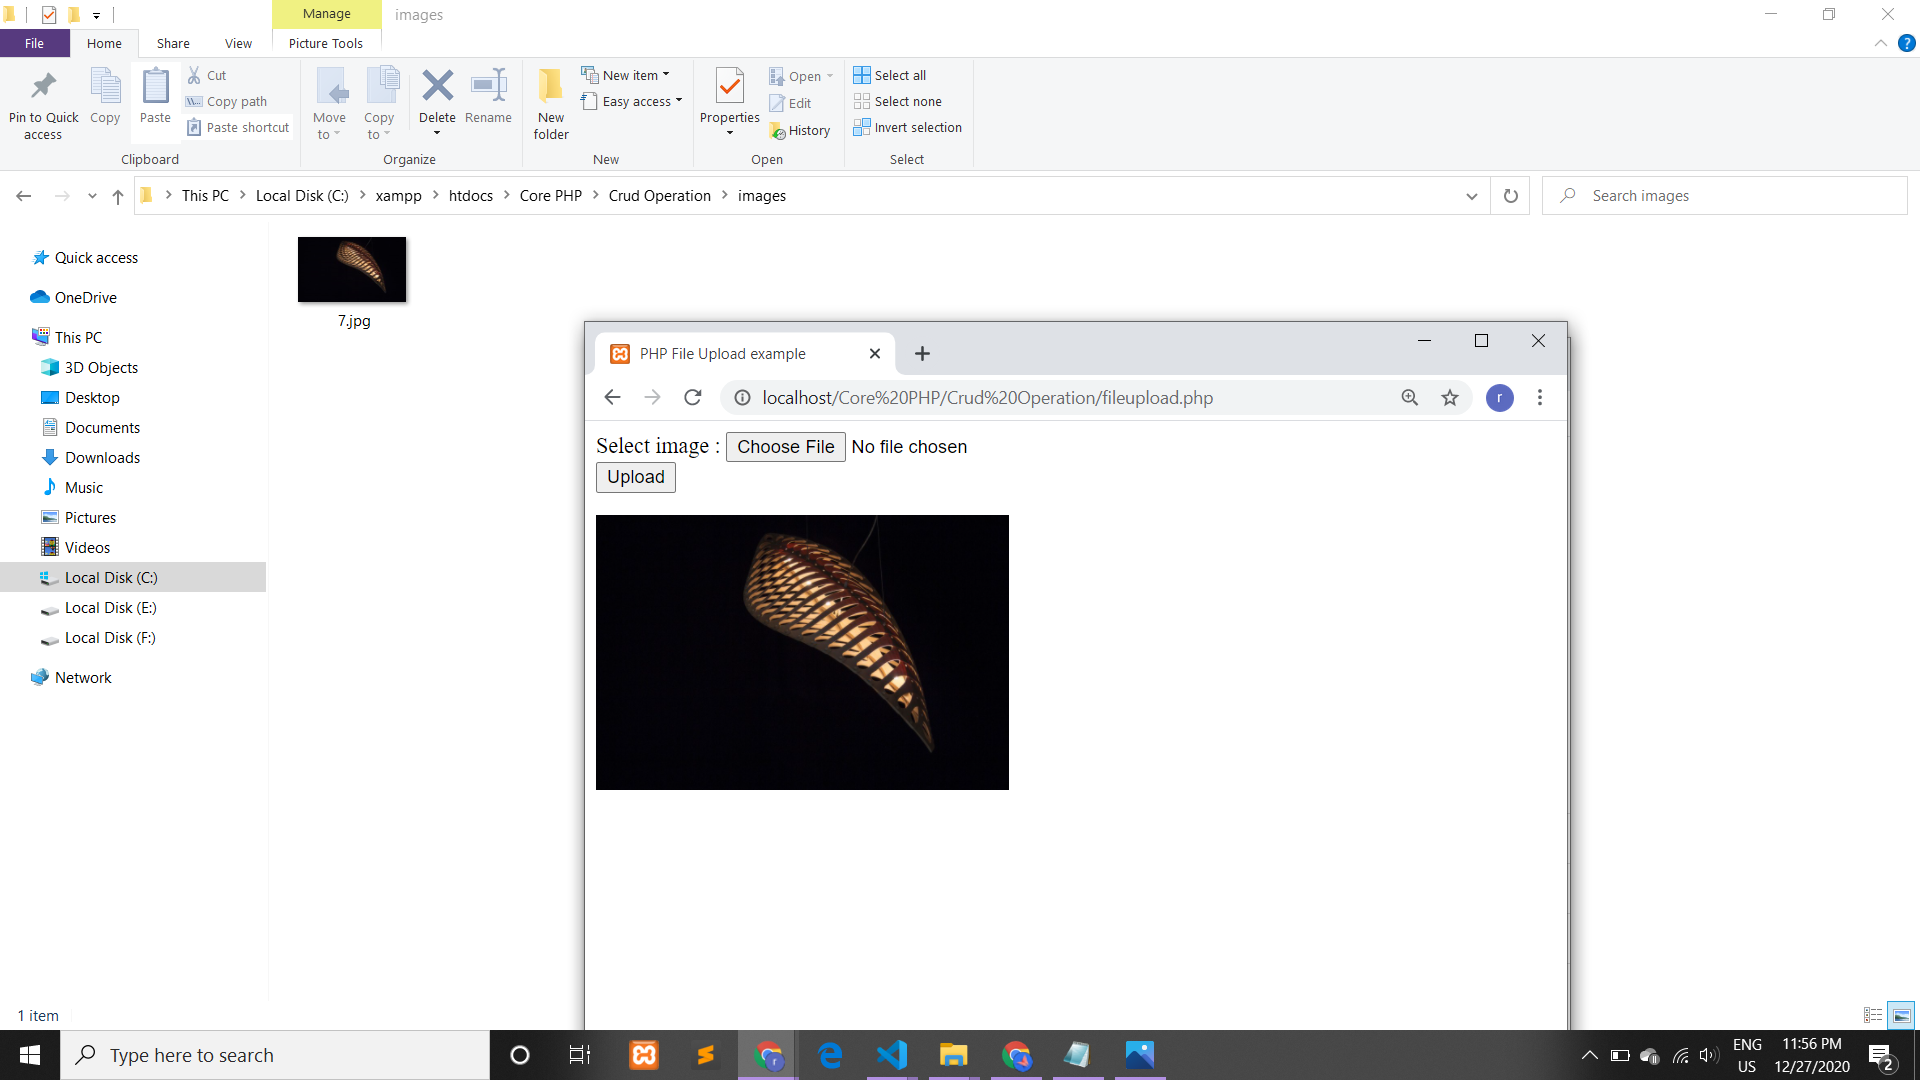 Manage
images
File
Home
Share
View
Picture Tools
Pin to Quick access
Copy
Paste
Cut
Copy path
Paste shortcut
Clipboard
Move to
Copy to
Delete
Rename
Organize
New folder
New item
Easy access
New
Properties
Open
Edit
History
Open
Select all
Select none
Invert selection
Select
This PC > Local Disk (C:) > xampp > htdocs > Core PHP > Crud Operation > images
Search images
Quick access
OneDrive
This PC
3D Objects
Desktop
Documents
Downloads
Music
Pictures
Videos
Local Disk (C:)
Local Disk (E:)
Local Disk (F:)
Network
7.jpg
PHP File Upload example
localhost/Core%20PHP/Crud%20Operation/fileupload.php
r
Select image : Choose File No file chosen
Upload
1 item
Type here to search
ENG
US
11:56 PM
12/27/2020
2